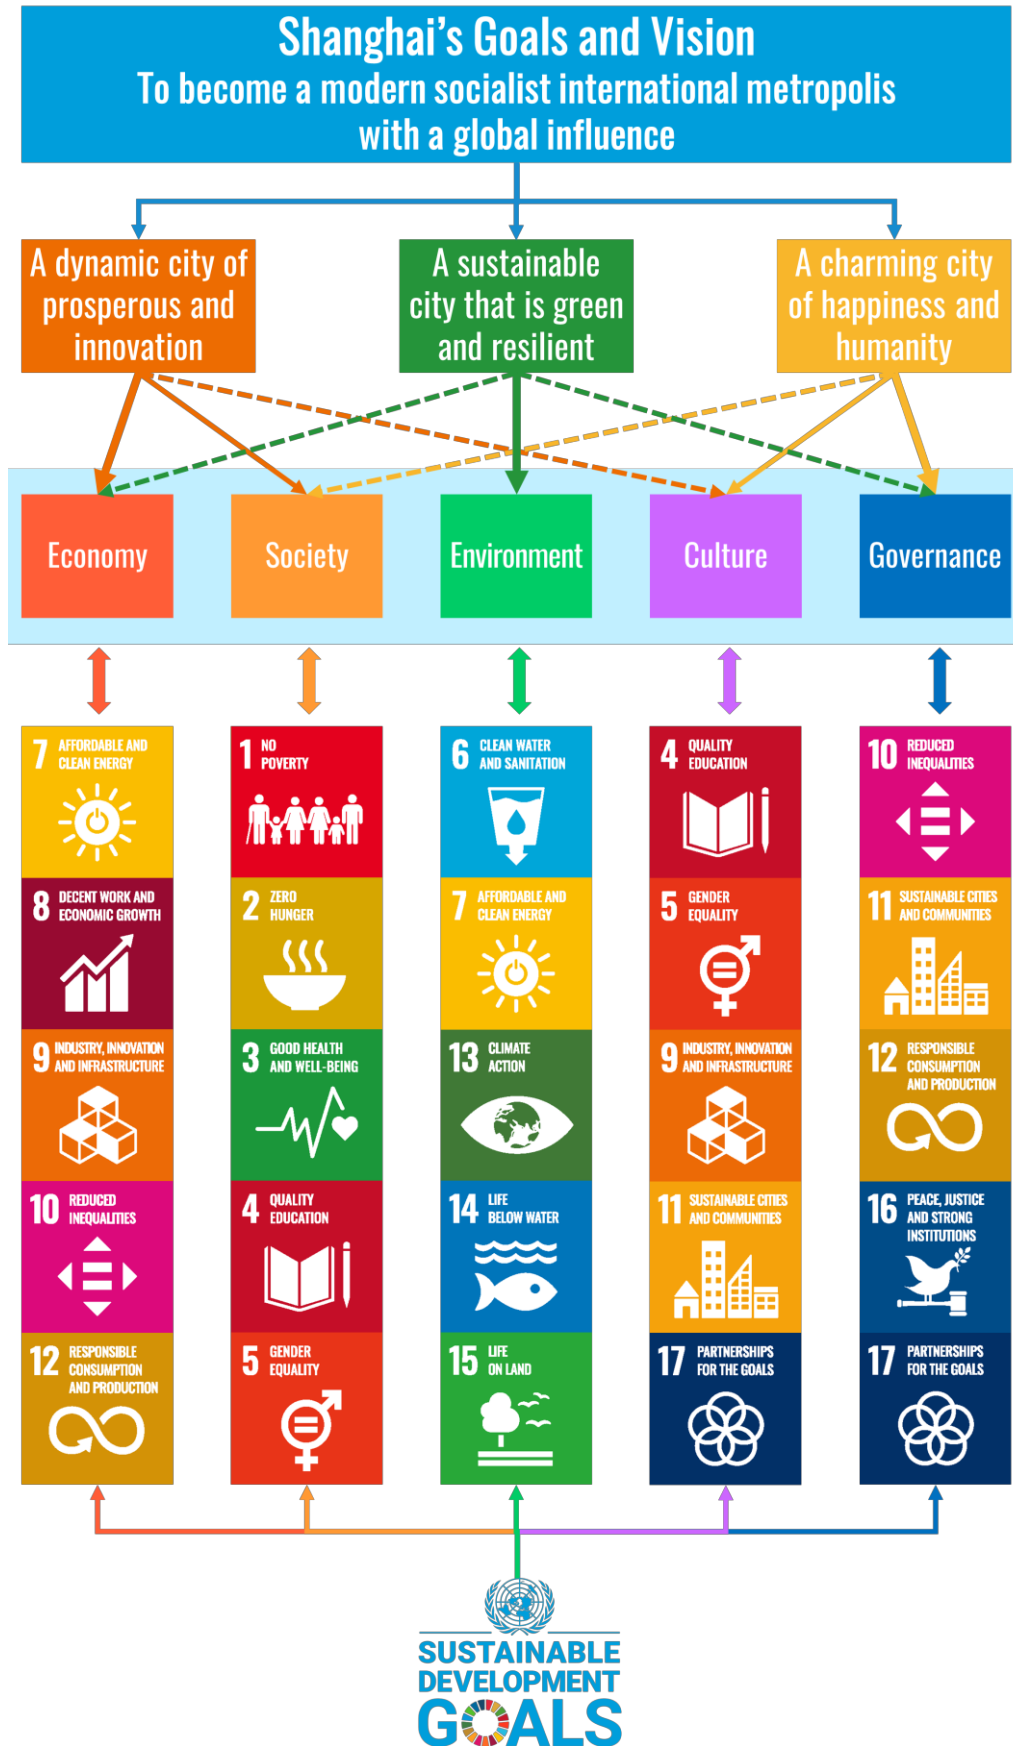 Shanghai's Goals and Vision
To become a modern socialist international metropolis
with a global influence
A dynamic city of
prosperous and
innovation
A sustainable
city that is green
and resilient
A charming city
of happiness and
humanity
Economy
Society
Environment
Culture
Governance
7 AFFORDABLE AND
CLEAN ENERGY
8 DECENT WORK AND
ECONOMIC GROWTH
9 INDUSTRY, INNOVATION
AND INFRASTRUCTURE
10 REDUCED
INEQUALITIES
12 RESPONSIBLE
CONSUMPTION
AND PRODUCTION
1 NO
POVERTY
2 ZERO
HUNGER
3 GOOD HEALTH
AND WELL-BEING
4 QUALITY
EDUCATION
5 GENDER
EQUALITY
6 CLEAN WATER
AND SANITATION
7 AFFORDABLE AND
CLEAN ENERGY
13 CLIMATE
ACTION
14 LIFE
BELOW WATER
15 LIFE
ON LAND
4 QUALITY
EDUCATION
5 GENDER
EQUALITY
9 INDUSTRY, INNOVATION
AND INFRASTRUCTURE
11 SUSTAINABLE CITIES
AND COMMUNITIES
17 PARTNERSHIPS
FOR THE GOALS
10 REDUCED
INEQUALITIES
11 SUSTAINABLE CITIES
AND COMMUNITIES
12 RESPONSIBLE
CONSUMPTION
AND PRODUCTION
16 PEACE, JUSTICE
AND STRONG
INSTITUTIONS
17 PARTNERSHIPS
FOR THE GOALS
SUSTAINABLE
DEVELOPMENT
GOALS